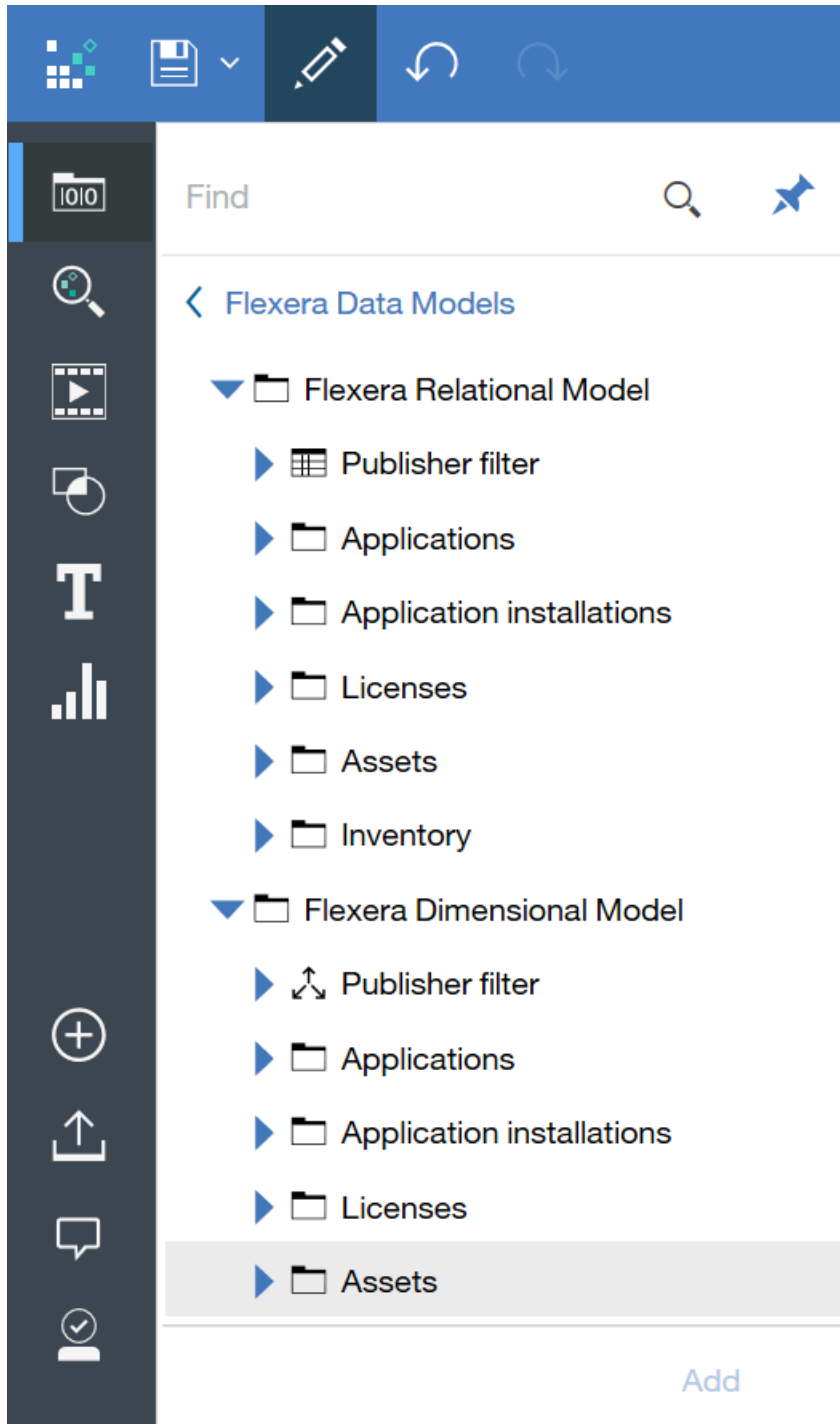 Find
Flexera Data Models
Flexera Relational Model
Publisher filter
Applications
Application installations
Licenses
Assets
Inventory
Flexera Dimensional Model
Publisher filter
Applications
Application installations
Licenses
Assets
Add